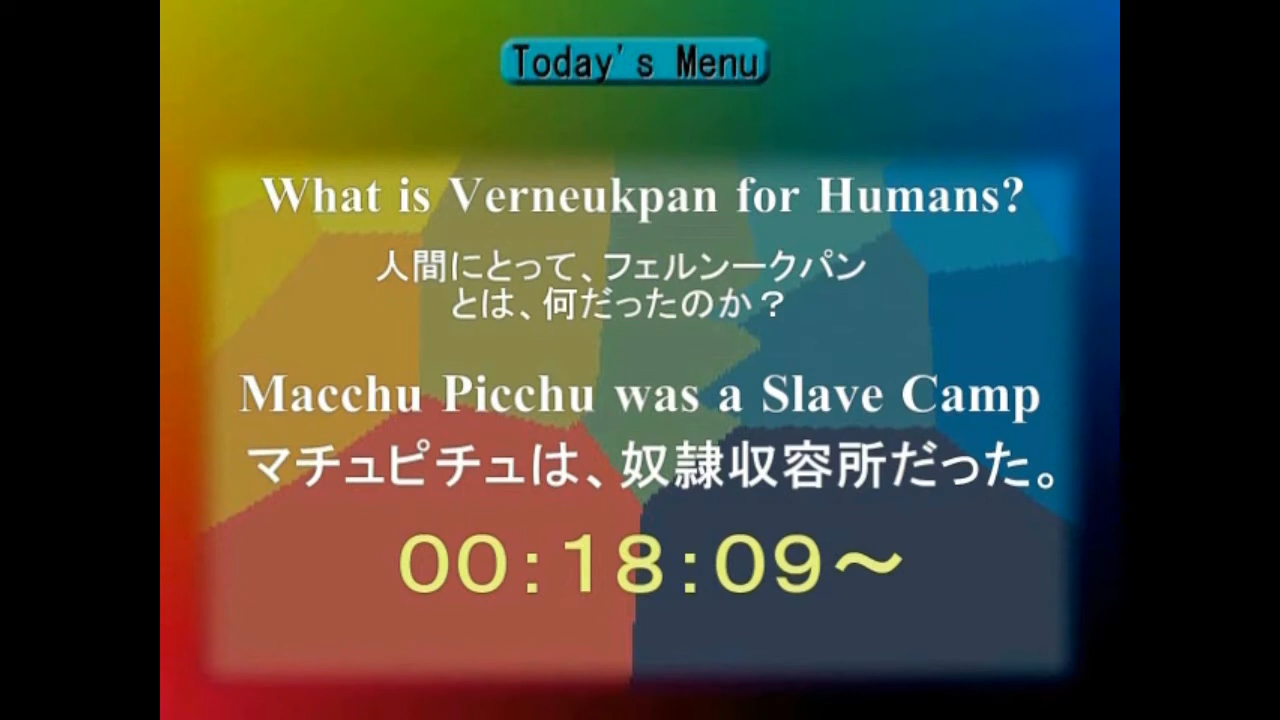 Today's Menu
What is Verneukpan for Humans?
人間にとって、フェルンークパン
とは、何だったのか？
Macchu Picchu was a Slave Camp
マチュピチュは、奴隷収容所だった。
00:18:09～